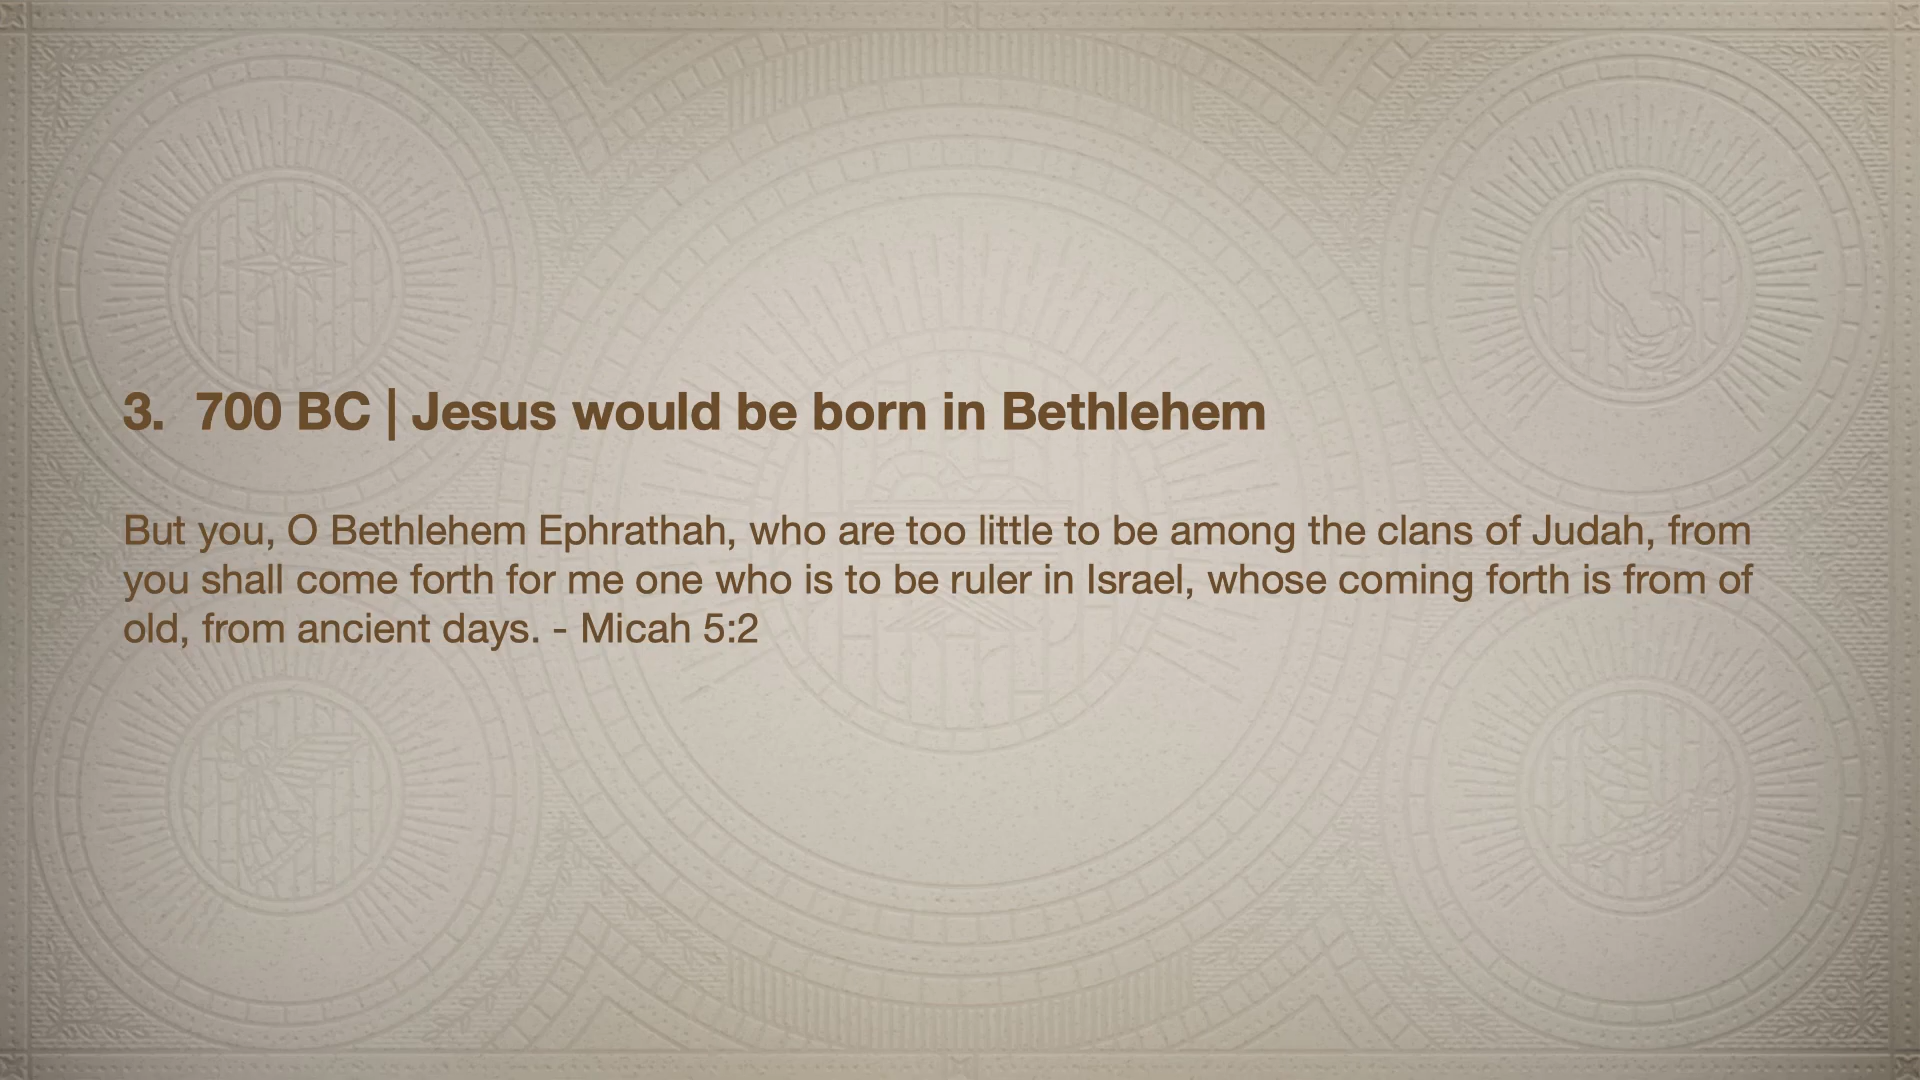 3.  700 BC | Jesus would be born in Bethlehem
But you, O Bethlehem Ephrathah, who are too little to be among the clans of Judah, from
you shall come forth for me one who is to be ruler in Israel, whose coming forth is from of
old, from ancient days. - Micah 5:2